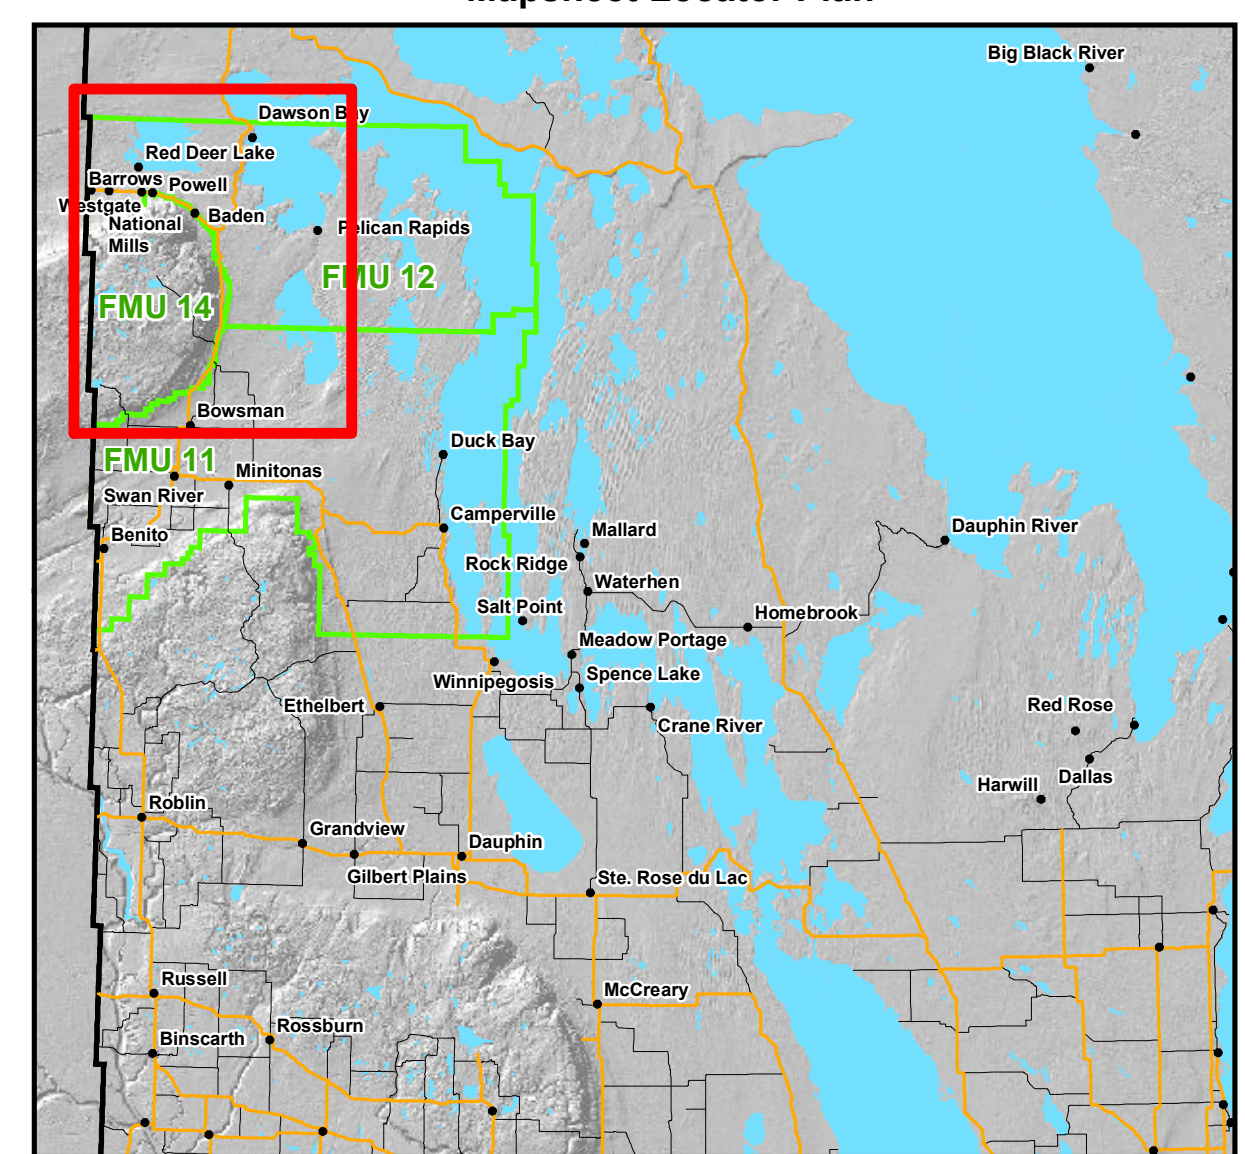 Mapsheet Locator Plan
Big Black River
Dawson Bay
Red Deer Lake
Barrows
Powell
Westgate
National
Mills
Baden
Pelican Rapids
FMU 12
FMU 14
Bowsman
FMU 11
Duck Bay
Minitonas
Swan River
Camperville
Benito
Mallard
Dauphin River
Rock Ridge
Waterhen
Salt Point
Homebrook
Meadow Portage
Winnipegosis
Spence Lake
Ethelbert
Crane River
Red Rose
Dallas
Harwill
Roblin
Grandview
Dauphin
Gilbert Plains
Ste. Rose du Lac
Russell
McCreary
Rossburn
Binscarth